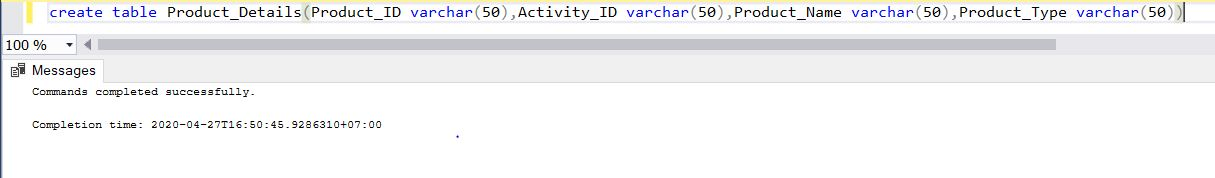 create table Product_Details(Product_ID varchar(50),Activity_ID varchar(50),Product_Name varchar(50),Product_Type varchar(50))
100 %
Messages
Commands completed successfully.
Completion time: 2020-04-27T16:50:45.9286310+07:00